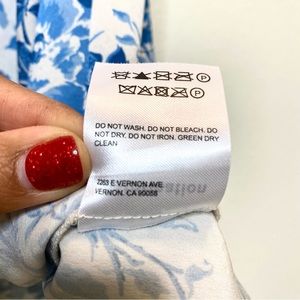 DO NOT WASH. DO NOT BLEACH. DO
NOT DRY. DO NOT IRON. GREEN DRY
CLEAN
7263 E VERNON AVE
VERNON, CA 90058